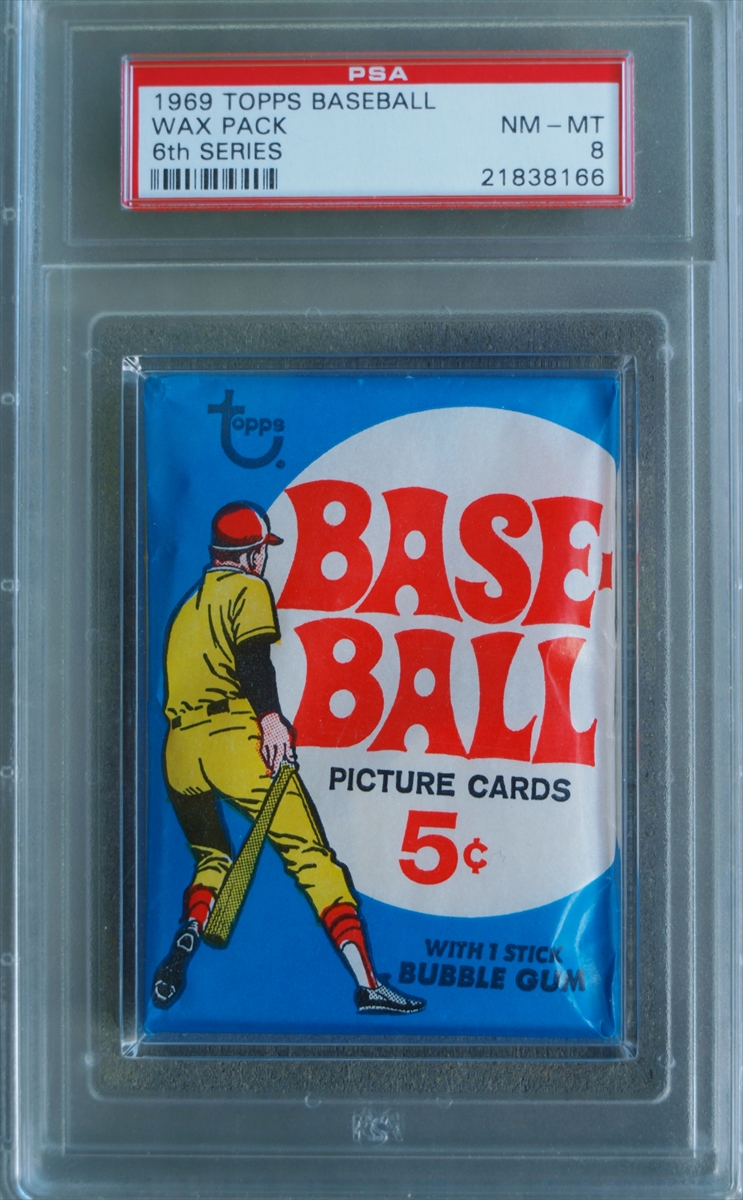 PSA
1969 TOPPS BASEBALL
WAX PACK NM - MT
6th SERIES 8
21838166
Topps
BASE-
BALL
PICTURE CARDS
5¢
WITH 1 STICK
BUBBLE GUM
PSA